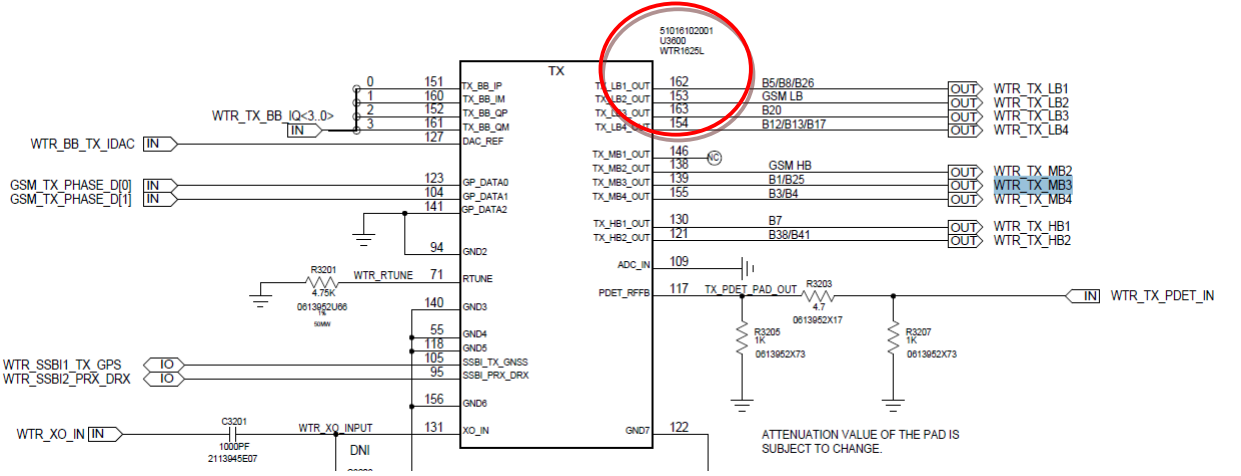 51016102001
U3600
WTR1625L
TX
0 151 TX_BB_IP
1 160 TX_BB_IM
2 152 TX_BB_QP
3 161 TX_BB_QM
WTR_TX_BB_IQ<3..0> IN
WTR_BB_TX_IDAC IN 127 DAC_REF
GSM_TX_PHASE_D[0] IN 123 GP_DATA0
GSM_TX_PHASE_D[1] IN 104 GP_DATA1
141 GP_DATA2
94 GND2
R3201
WTR_RTUNE 71 RTUNE
4.75K
0613952U66
1%
50MW
140 GND3
55 GND4
118 GND5
WTR_SSBI1_TX_GPS IO 105 SSBI_TX_GNSS
WTR_SSBI2_PRX_DRX IO 95 SSBI_PRX_DRX
156 GND6
C3201
WTR_XO_IN IN WTR_XO_INPUT 131 XO_IN
1000PF
2113945E07
DNI
TX_LB1_OUT 162 B5/B8/B26 OUT WTR_TX_LB1
TX_LB2_OUT 153 GSM LB OUT WTR_TX_LB2
TX_LB3_OUT 163 B20 OUT WTR_TX_LB3
TX_LB4_OUT 154 B12/B13/B17 OUT WTR_TX_LB4
TX_MB1_OUT 146 NC
TX_MB2_OUT 138 GSM HB OUT WTR_TX_MB2
TX_MB3_OUT 139 B1/B25 OUT WTR_TX_MB3
TX_MB4_OUT 155 B3/B4 OUT WTR_TX_MB4
TX_HB1_OUT 130 B7 OUT WTR_TX_HB1
TX_HB2_OUT 121 B38/B41 OUT WTR_TX_HB2
ADC_IN 109
PDET_RFFB 117 TX_PDET_PAD_OUT R3203 IN WTR_TX_PDET_IN
4.7
0613952X17
R3205
1K
0613952X73
R3207
1K
0613952X73
GND7 122
ATTENUATION VALUE OF THE PAD IS
SUBJECT TO CHANGE.